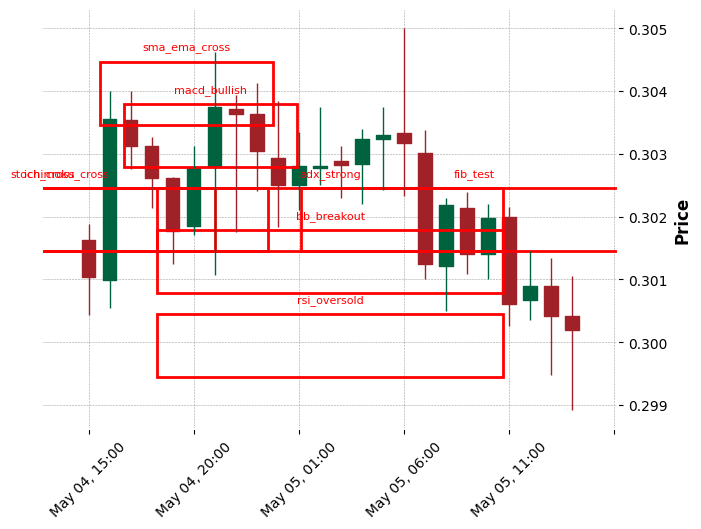 sma_ema_cross
macd_bullish
adx_strong
fib_test
bb_breakout
rsi_oversold
0.305
0.304
0.303
0.302
0.301
0.300
0.299
Price
May 04, 15:00
May 04, 20:00
May 05, 01:00
May 05, 06:00
May 05, 11:00